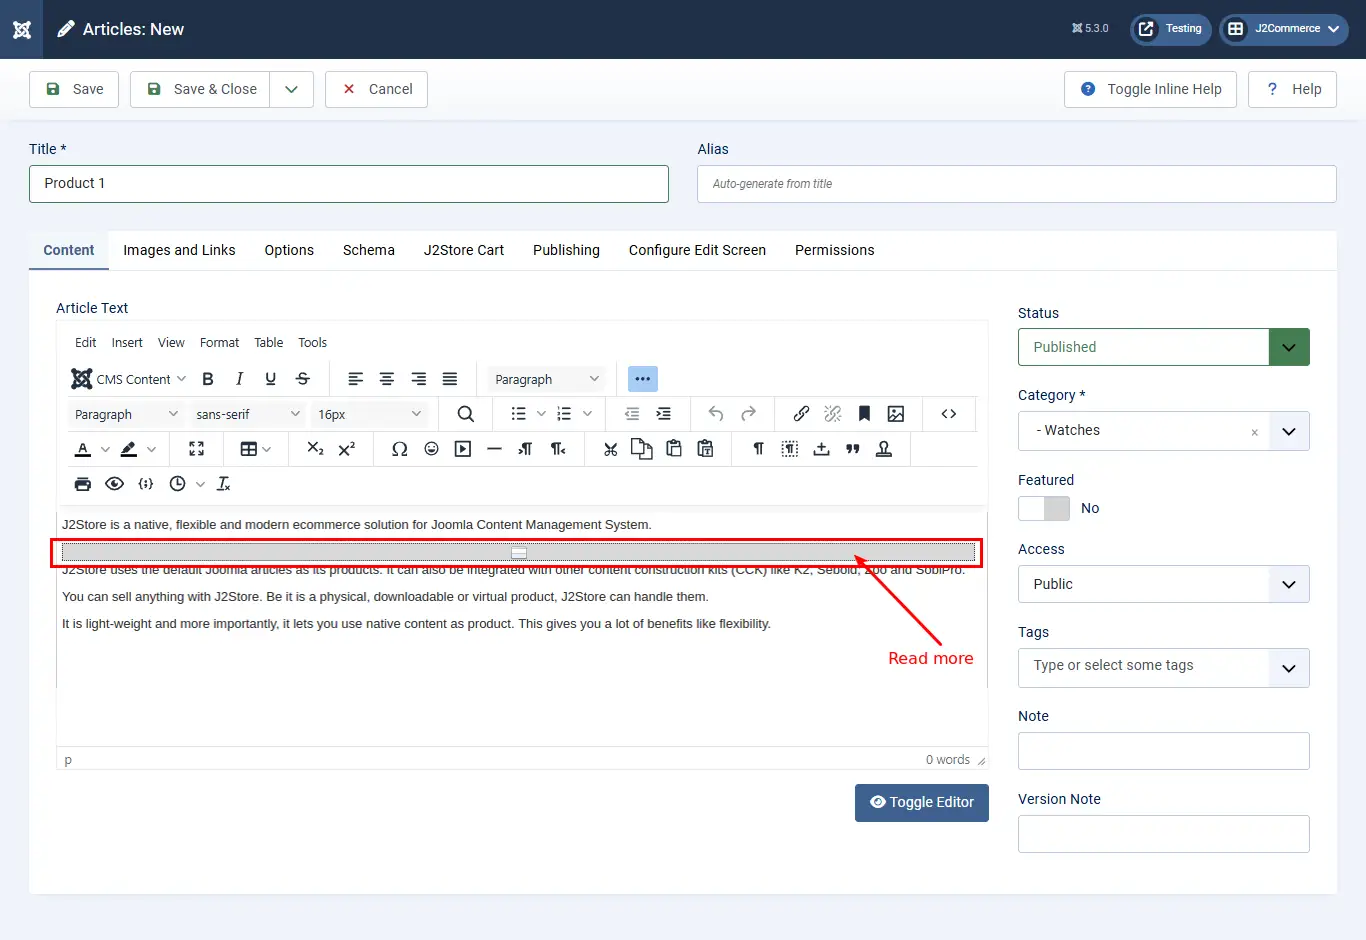 Articles: New
5.3.0
Testing
J2Commerce
Save
Save & Close
Cancel
Toggle Inline Help
? Help
Title *
Alias
Product 1
Auto-generate from title
Content
Images and Links
Options
Schema
J2Store Cart
Publishing
Configure Edit Screen
Permissions
Article Text
Edit Insert View Format Table Tools
CMS Content
B I U S
Paragraph
Paragraph
sans-serif
16px
J2Store is a native, flexible and modern ecommerce solution for Joomla Content Management System.
J2Store uses the default Joomla articles as its products. It can also be integrated with other content construction kits (CCK) like K2, Seblod, Zoo and SobiPro.
You can sell anything with J2Store. Be it is a physical, downloadable or virtual product, J2Store can handle them.
It is light-weight and more importantly, it lets you use native content as product. This gives you a lot of benefits like flexibility.
Read more
p
0 words
Toggle Editor
Status
Published
Category *
- Watches
Featured
No
Access
Public
Tags
Type or select some tags
Note
Version Note